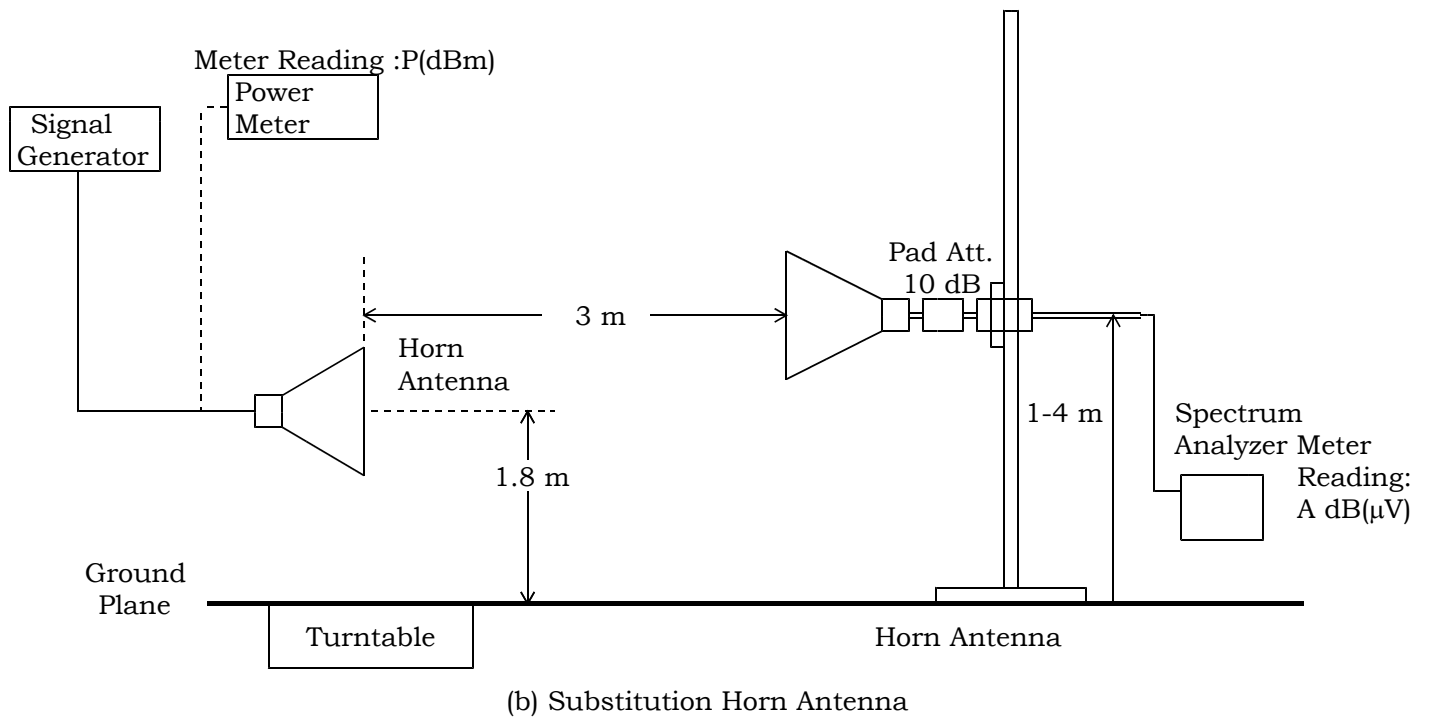 Meter Reading :P(dBm)
Power
Meter
Signal
Generator
Pad Att.
10 dB
3 m
Horn
Antenna
1-4 m
Spectrum
Analyzer Meter
Reading:
A dB(μV)
1.8 m
Ground
Plane
Turntable
Horn Antenna
(b) Substitution Horn Antenna